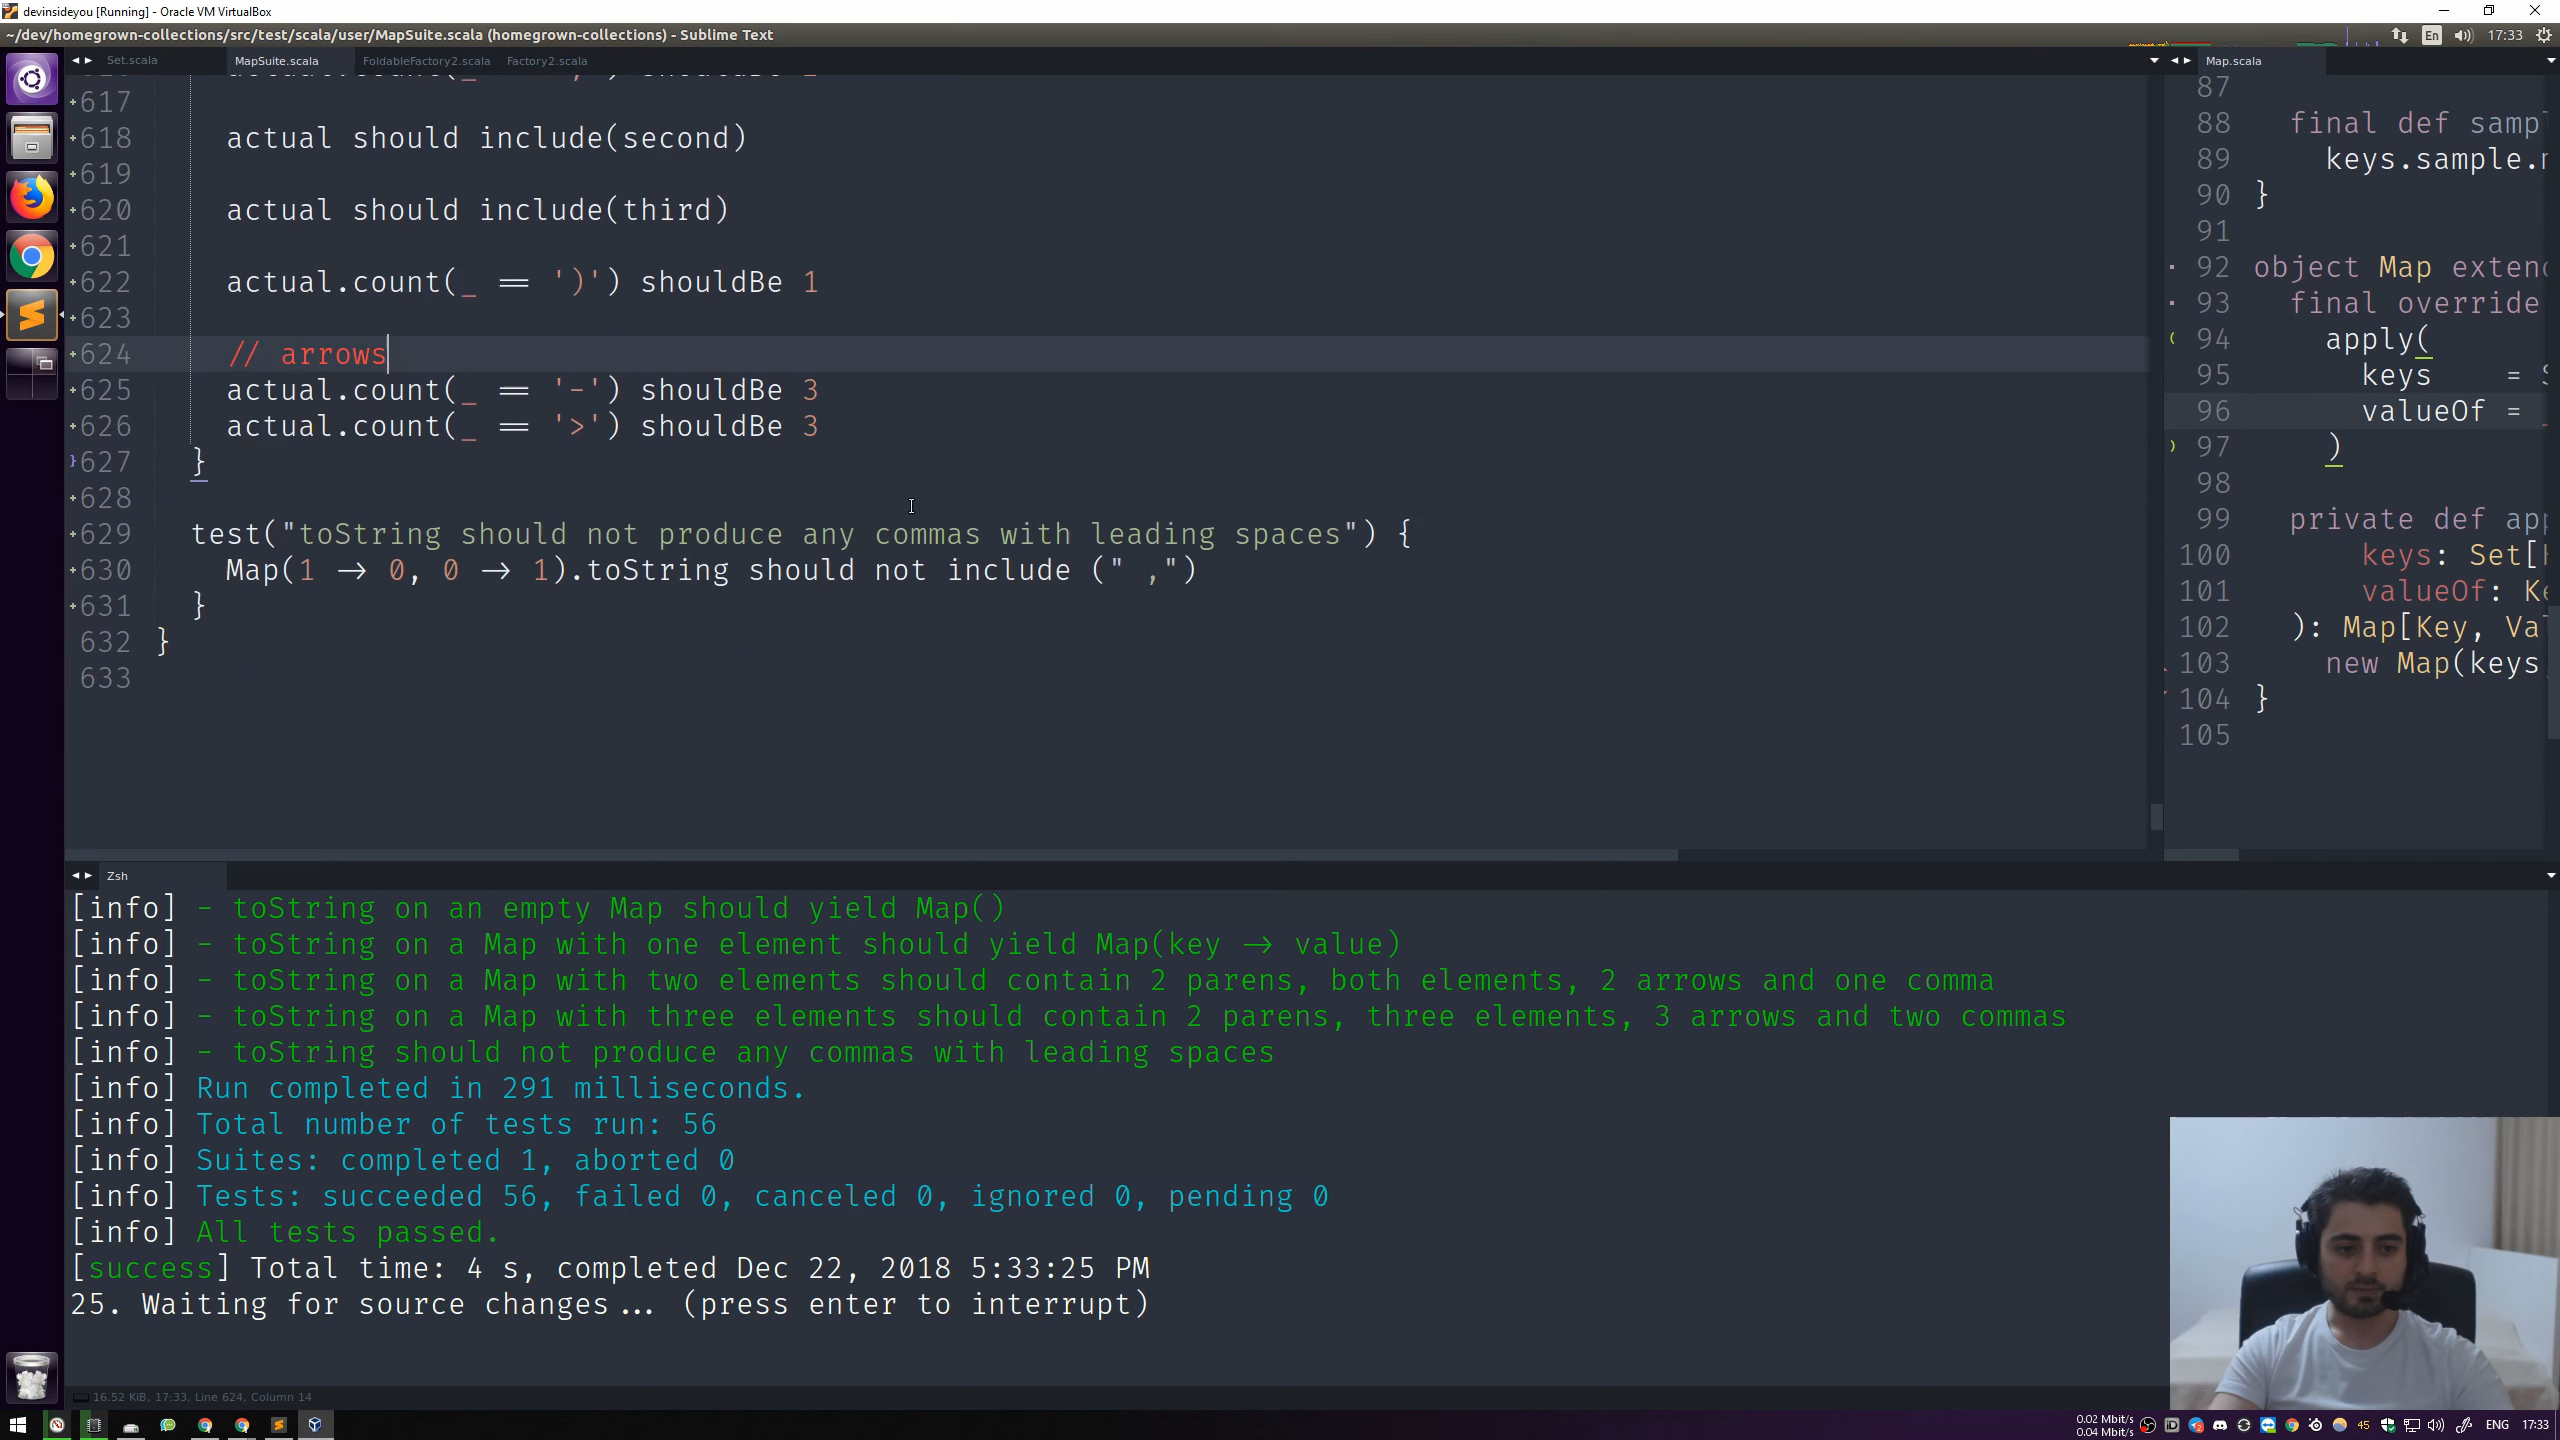 devinsideyou [Running] - Oracle VM VirtualBox
~/dev/homegrown-collections/src/test/scala/user/MapSuite.scala (homegrown-collections) - Sublime Text
En 17:33
Set.scala MapSuite.scala FoldableFactory2.scala Factory2.scala
617
618 actual should include(second)
619
620 actual should include(third)
621
622 actual.count(_ == ')') shouldBe 1
623
624 // arrows
625 actual.count(_ == '-') shouldBe 3
626 actual.count(_ == '>') shouldBe 3
627 }
628
629 test("toString should not produce any commas with leading spaces") {
630 Map(1 -> 0, 0 -> 1).toString should not include (" ,")
631 }
632 }
633
Map.scala
87
88 final def samp
89 keys.sample.
90 }
91
92 object Map exten
93 final override
94 apply(
95 keys =
96 valueOf =
97 )
98
99 private def app
100 keys: Set[
101 valueOf: Ke
102 ): Map[Key, Va
103 new Map(keys
104 }
105
Zsh
[info] - toString on an empty Map should yield Map()
[info] - toString on a Map with one element should yield Map(key -> value)
[info] - toString on a Map with two elements should contain 2 parens, both elements, 2 arrows and one comma
[info] - toString on a Map with three elements should contain 2 parens, three elements, 3 arrows and two commas
[info] - toString should not produce any commas with leading spaces
[info] Run completed in 291 milliseconds.
[info] Total number of tests run: 56
[info] Suites: completed 1, aborted 0
[info] Tests: succeeded 56, failed 0, canceled 0, ignored 0, pending 0
[info] All tests passed.
[success] Total time: 4 s, completed Dec 22, 2018 5:33:25 PM
25. Waiting for source changes... (press enter to interrupt)
16.52 KiB, 17:33, Line 624, Column 14
0.02 Mbit/s
0.04 Mbit/s
45 ENG 17:33